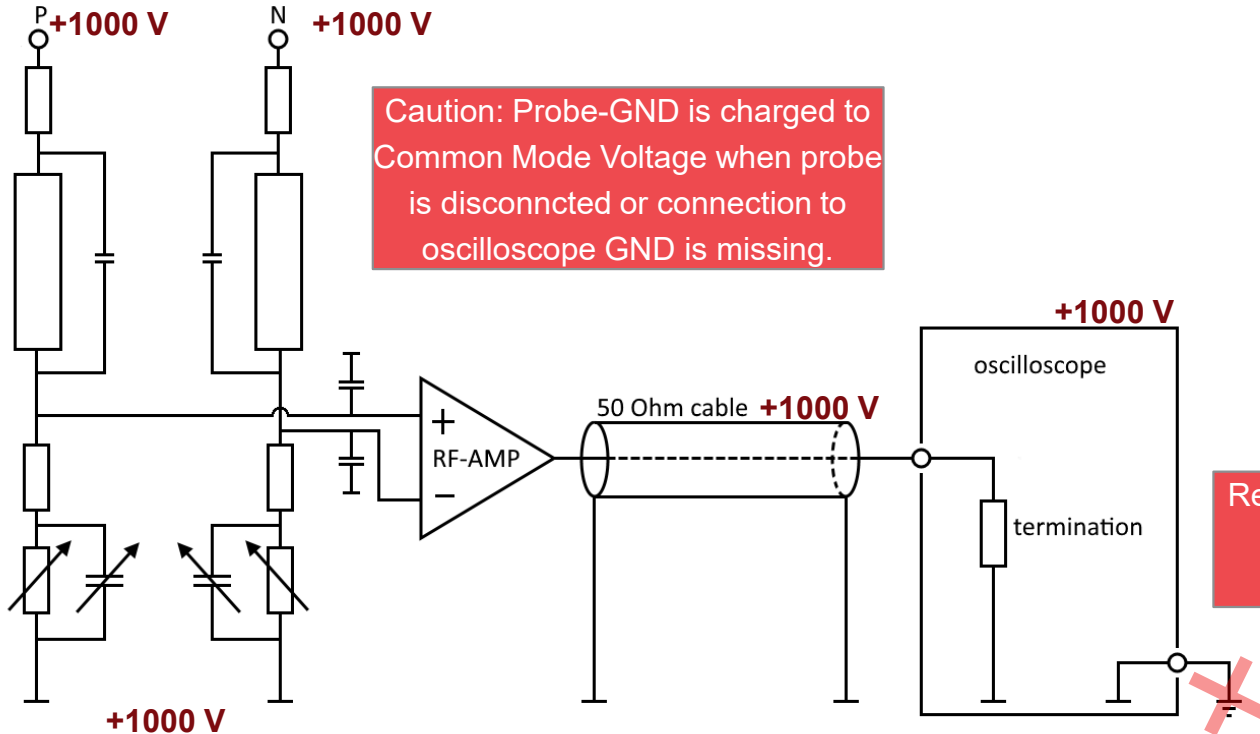 P
+1000 V
N
+1000 V
Caution: Probe-GND is charged to
Common Mode Voltage when probe
is disconncted or connection to
oscilloscope GND is missing.
+1000 V
oscilloscope
50 Ohm cable
+1000 V
+
RF-AMP
−
Re
termination
+1000 V